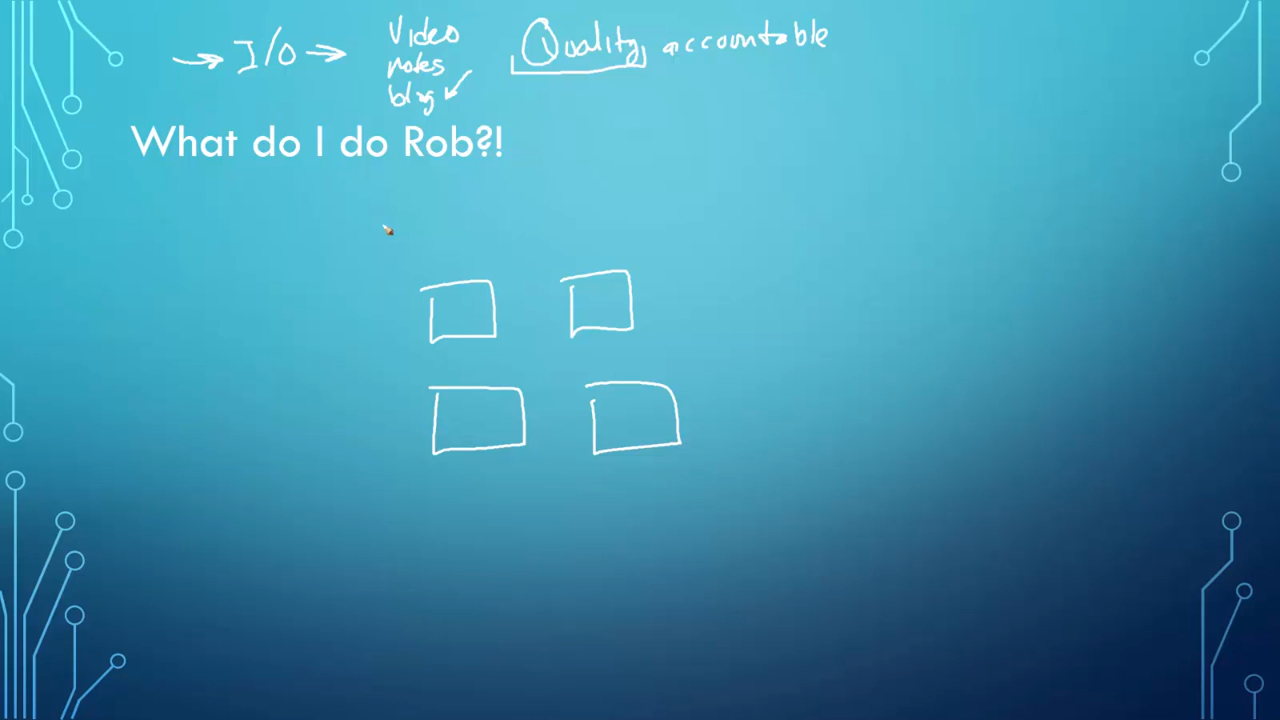 → I/O → Video Quality, accountable
notes
blog
What do I do Rob?!